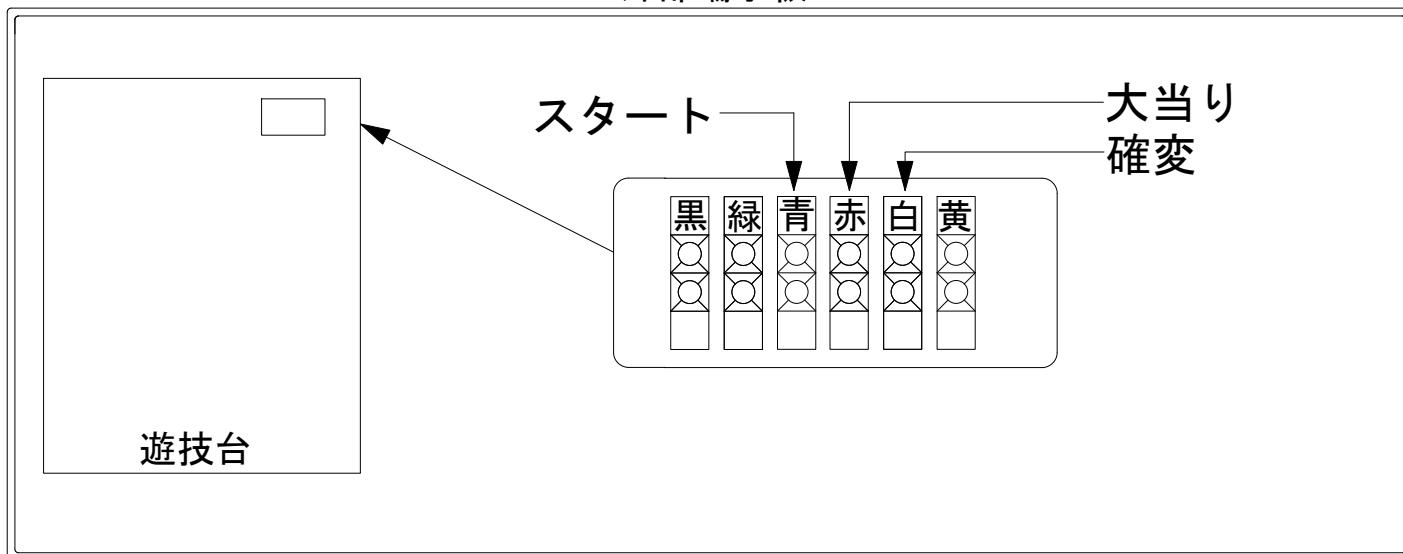 スタート
大当り
確変
黒 緑 青 赤 白 黄
遊技台